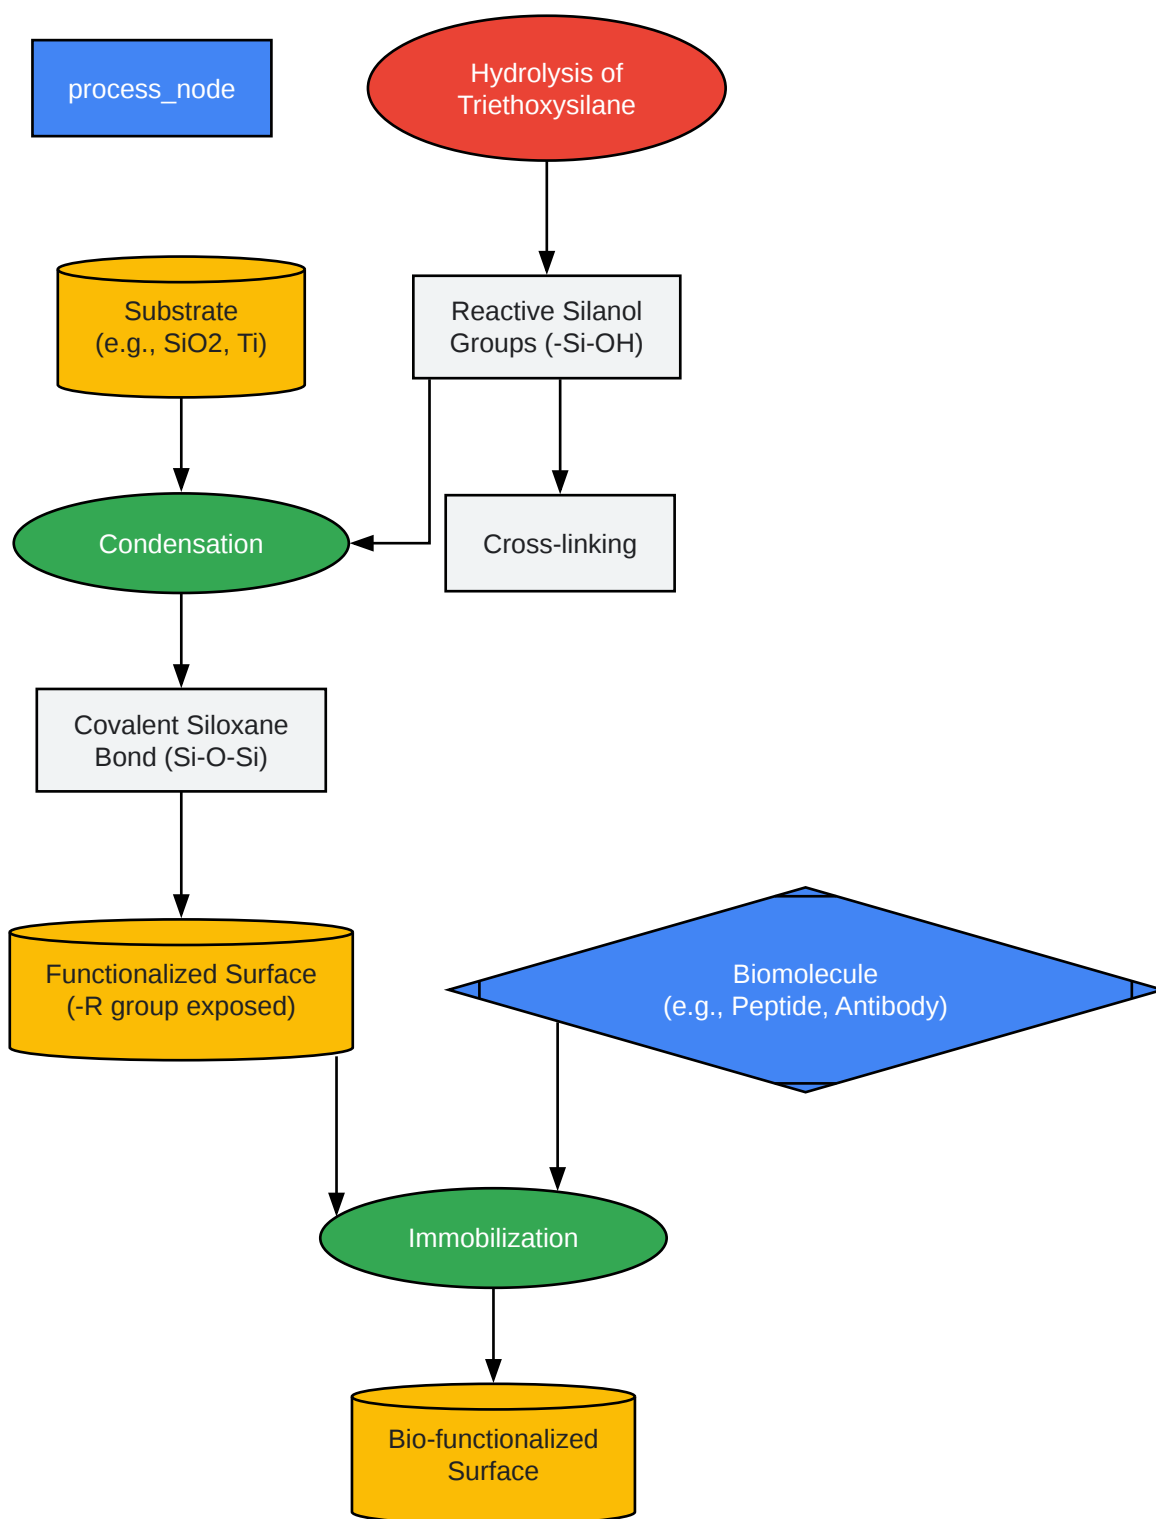 process_node
Hydrolysis of
Triethoxysilane
Substrate
(e.g., SiO2, Ti)
Reactive Silanol
Groups (-Si-OH)
Condensation
Cross-linking
Covalent Siloxane
Bond (Si-O-Si)
Functionalized Surface
(-R group exposed)
Biomolecule
(e.g., Peptide, Antibody)
Immobilization
Bio-functionalized
Surface